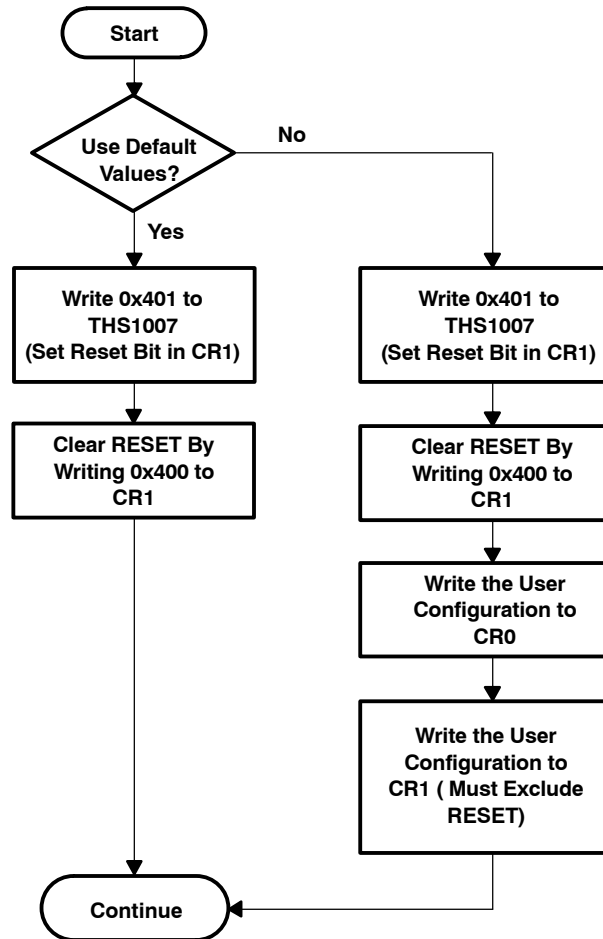 Start
Use Default
Values?
No
Yes
Write 0x401 to
THS1007
(Set Reset Bit in CR1)
Clear RESET By
Writing 0x400 to
CR1
Write 0x401 to
THS1007
(Set Reset Bit in CR1)
Clear RESET By
Writing 0x400 to
CR1
Write the User
Configuration to
CR0
Write the User
Configuration to
CR1 ( Must Exclude
RESET)
Continue